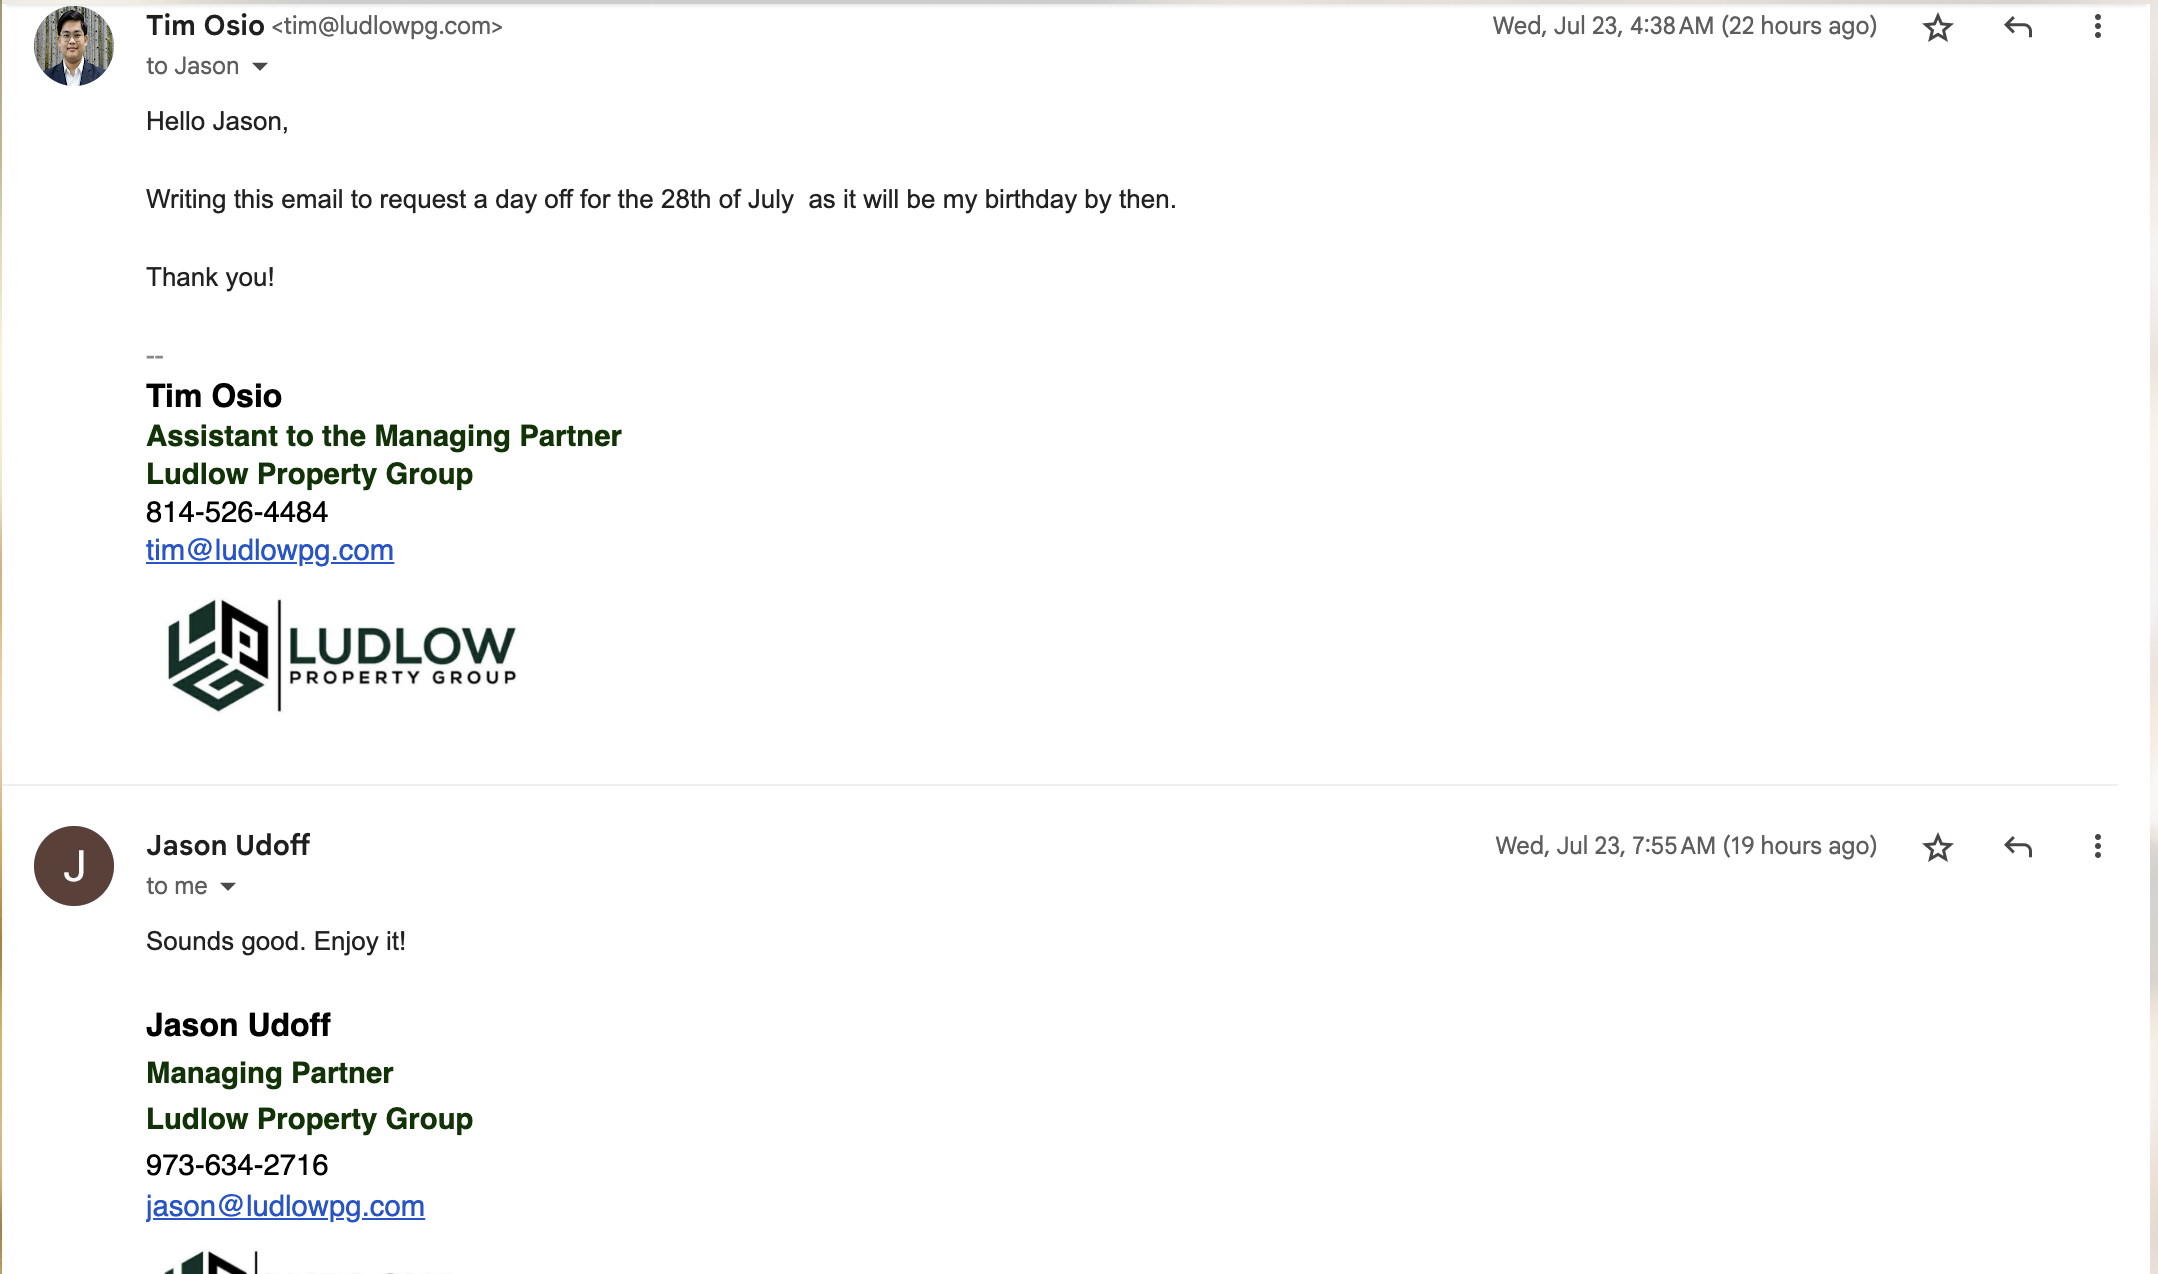 Tim Osio <tim@ludlowpg.com> Wed, Jul 23, 4:38 AM (22 hours ago)
to Jason
Hello Jason,
Writing this email to request a day off for the 28th of July  as it will be my birthday by then.
Thank you!
--
Tim Osio
Assistant to the Managing Partner
Ludlow Property Group
814-526-4484
tim@ludlowpg.com
LUDLOW
PROPERTY GROUP
J
Jason Udoff Wed, Jul 23, 7:55 AM (19 hours ago)
to me
Sounds good. Enjoy it!
Jason Udoff
Managing Partner
Ludlow Property Group
973-634-2716
jason@ludlowpg.com